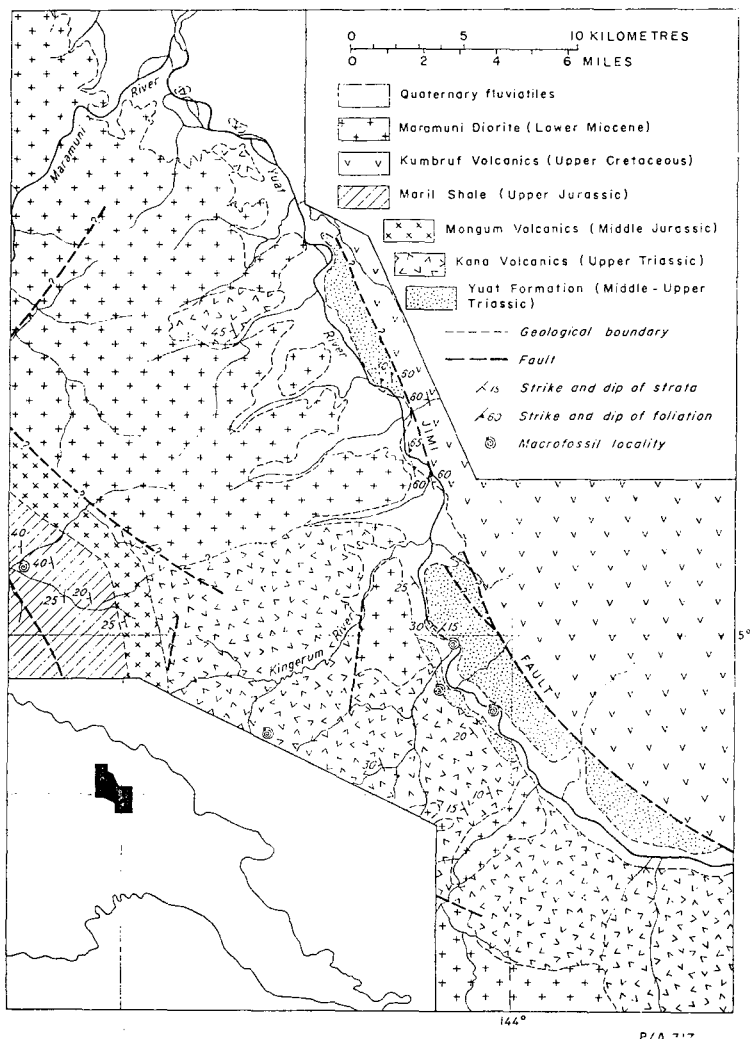 0 5 10 KILOMETRES
0 2 4 6 MILES
Quaternary fluviatiles
Maramuni Diorite (Lower Miocene)
Kumbruf Volcanics (Upper Cretaceous)
Maril Shale (Upper Jurassic)
Mongum Volcanics (Middle Jurassic)
Kana Volcanics (Upper Triassic)
Yuat Formation (Middle-Upper
Triassic)
Geological boundary
Fault
15 Strike and dip of strata
60 Strike and dip of foliation
Macrofossil locality
Maramuni River
Yuat
River
45
50
60
JIMI
65
60
60
40
40
20
25
25
25
30
15
5°
Kingerum River
FAULT
20
30
10
15
144°